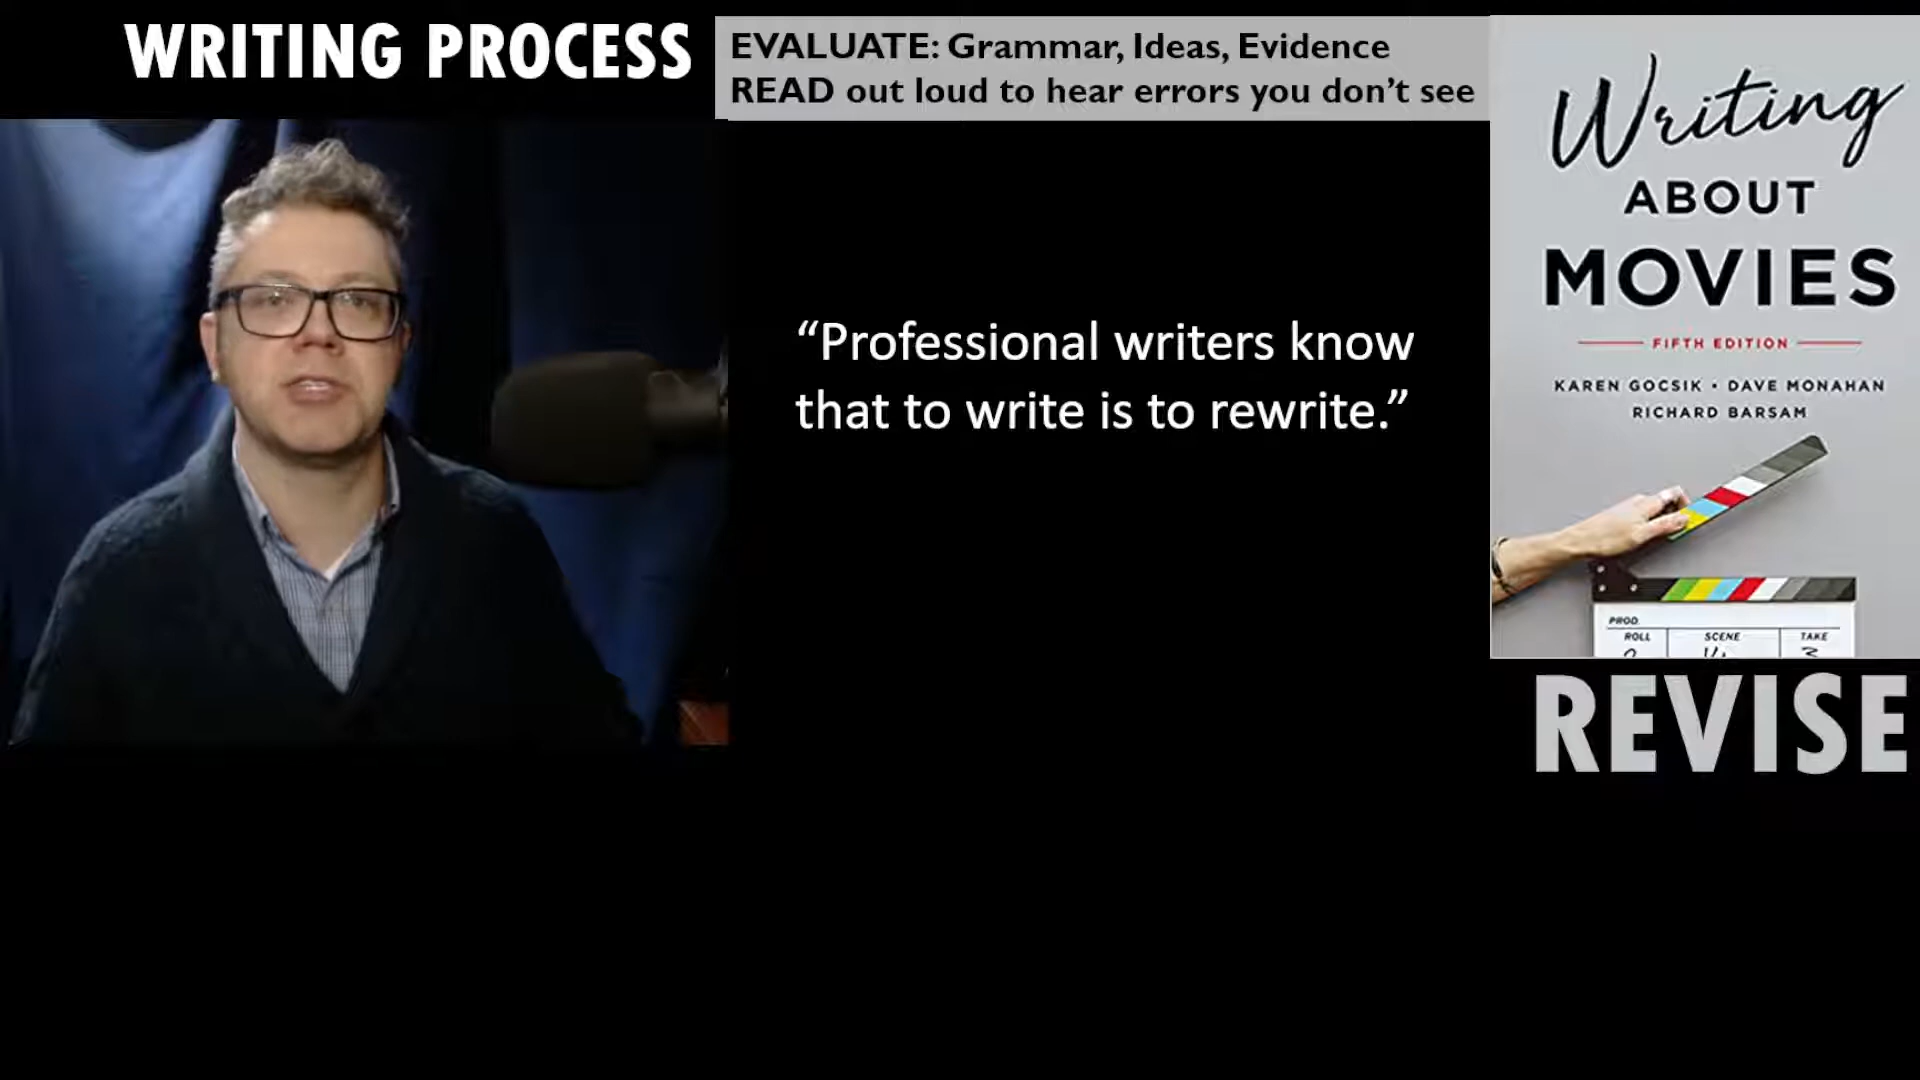 WRITING PROCESS
EVALUATE: Grammar, Ideas, Evidence
READ out loud to hear errors you don’t see
“Professional writers know
that to write is to rewrite.”
Writing
ABOUT
MOVIES
FIFTH EDITION
KAREN GOCSIK • DAVE MONAHAN
RICHARD BARSAM
PROD.
ROLL SCENE TAKE
REVISE